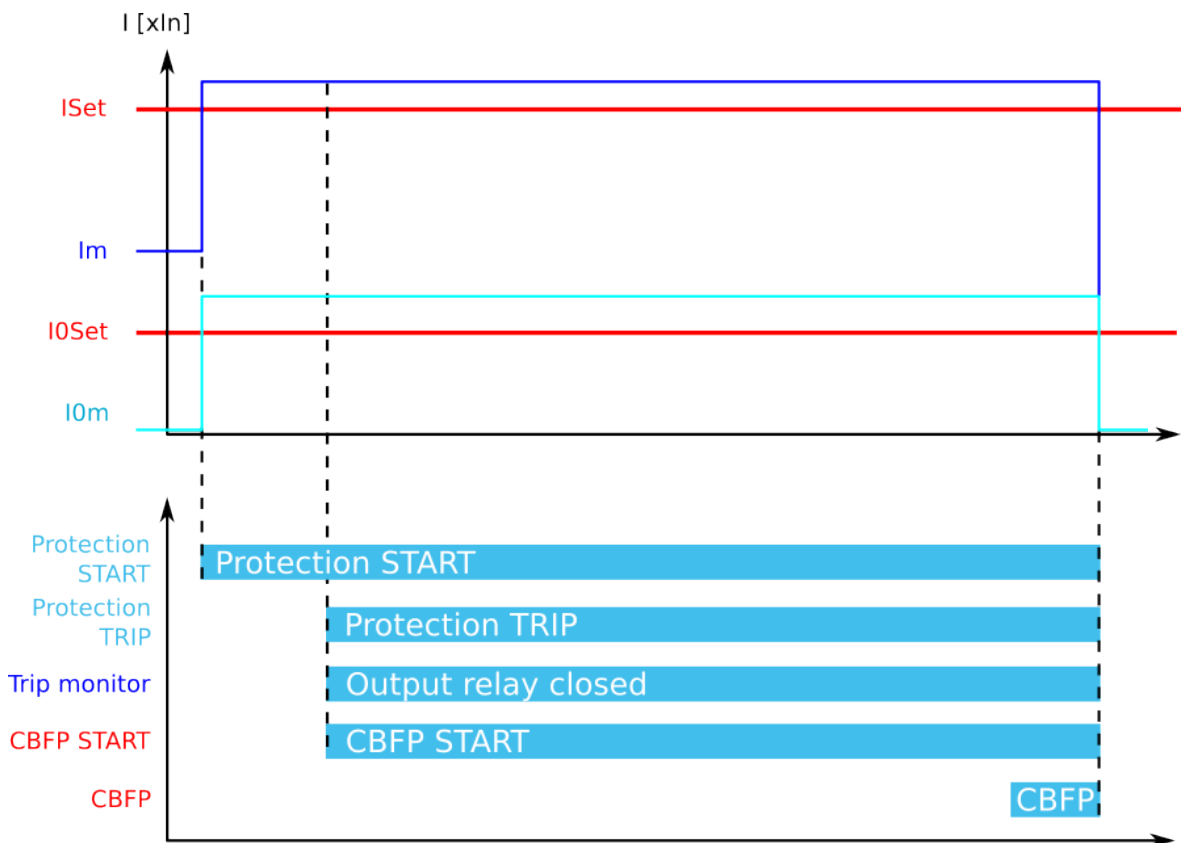 I [xIn]
ISet
Im
I0Set
I0m
Protection
START
Protection START
Protection
TRIP
Protection TRIP
Trip monitor
Output relay closed
CBFP START
CBFP START
CBFP
CBFP